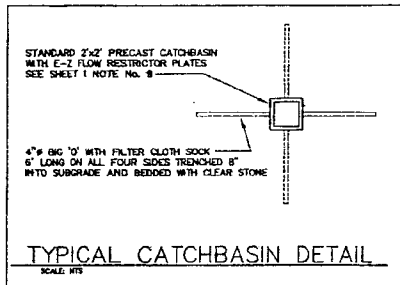 STANDARD 2'x2' PRECAST CATCHBASIN
WITH E-Z FLOW RESTRICTOR PLATES
SEE SHEET 1 NOTE No.
4"ø BIG 'O' WITH FILTER CLOTH SOCK
6' LONG ON ALL FOUR SIDES TRENCHED 8"
INTO SUBGRADE AND BEDDED WITH CLEAR STONE
TYPICAL CATCHBASIN DETAIL
SCALE: NTS